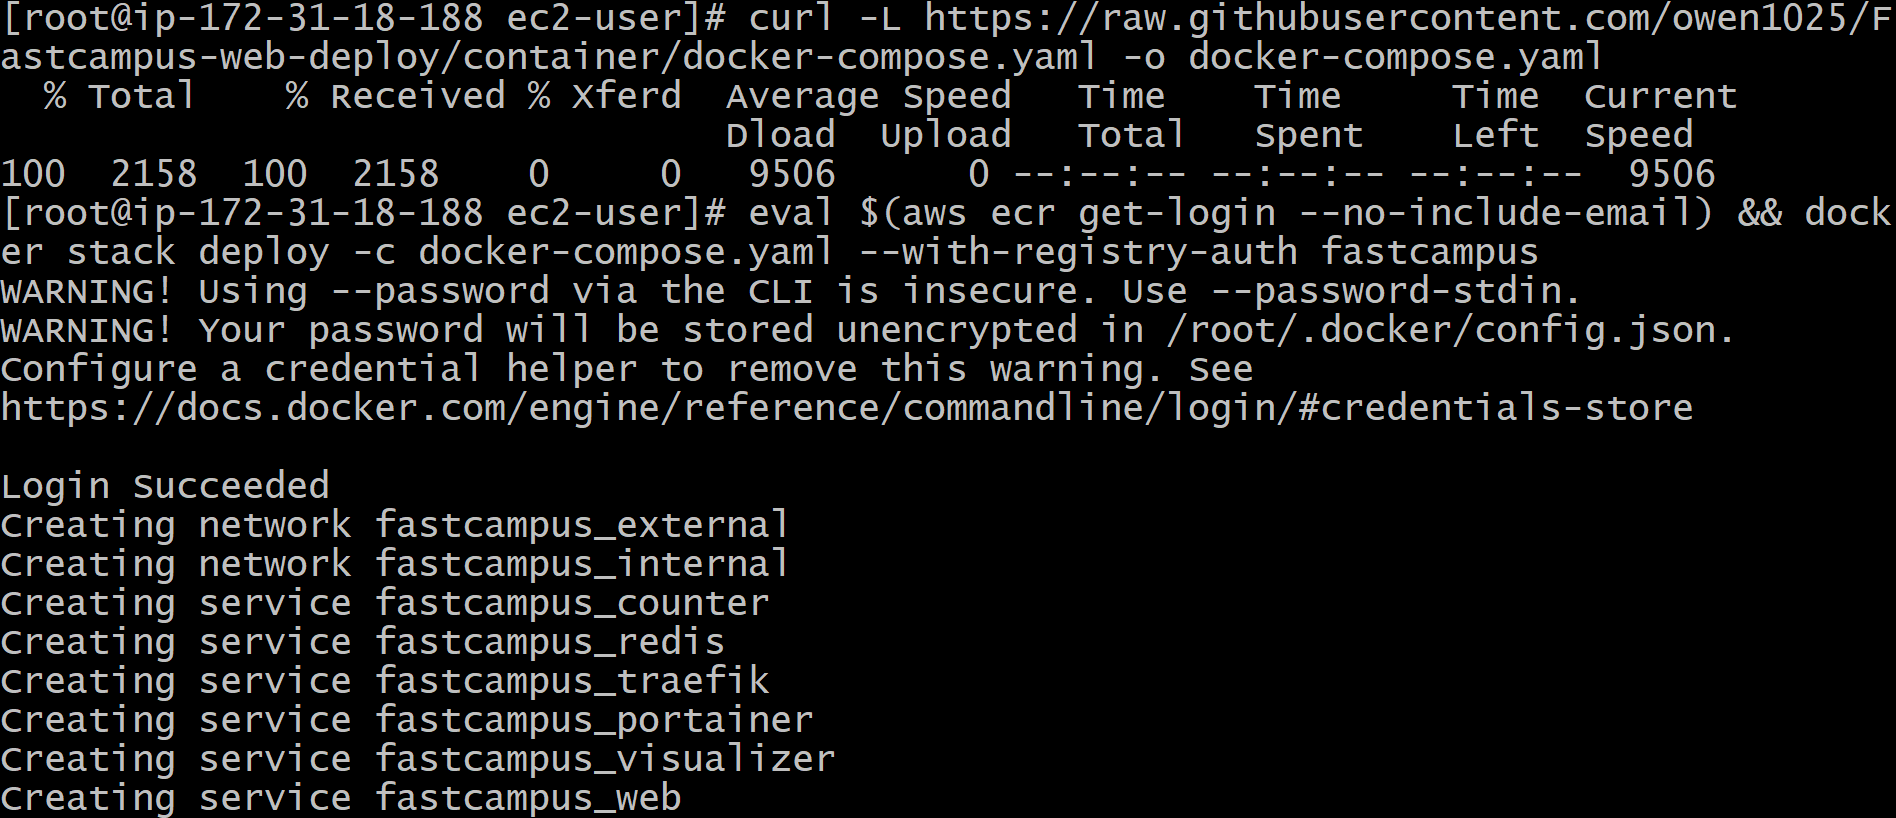 [root@ip-172-31-18-188 ec2-user]# curl -L https://raw.githubusercontent.com/owen1025/F
astcampus-web-deploy/container/docker-compose.yaml -o docker-compose.yaml
  % Total    % Received % Xferd  Average Speed   Time    Time     Time  Current
                                 Dload  Upload   Total   Spent    Left  Speed
100  2158  100  2158    0     0   9506      0 --:--:-- --:--:-- --:--:--  9506
[root@ip-172-31-18-188 ec2-user]# eval $(aws ecr get-login --no-include-email) && dock
er stack deploy -c docker-compose.yaml --with-registry-auth fastcampus
WARNING! Using --password via the CLI is insecure. Use --password-stdin.
WARNING! Your password will be stored unencrypted in /root/.docker/config.json.
Configure a credential helper to remove this warning. See
https://docs.docker.com/engine/reference/commandline/login/#credentials-store

Login Succeeded
Creating network fastcampus_external
Creating network fastcampus_internal
Creating service fastcampus_counter
Creating service fastcampus_redis
Creating service fastcampus_traefik
Creating service fastcampus_portainer
Creating service fastcampus_visualizer
Creating service fastcampus_web